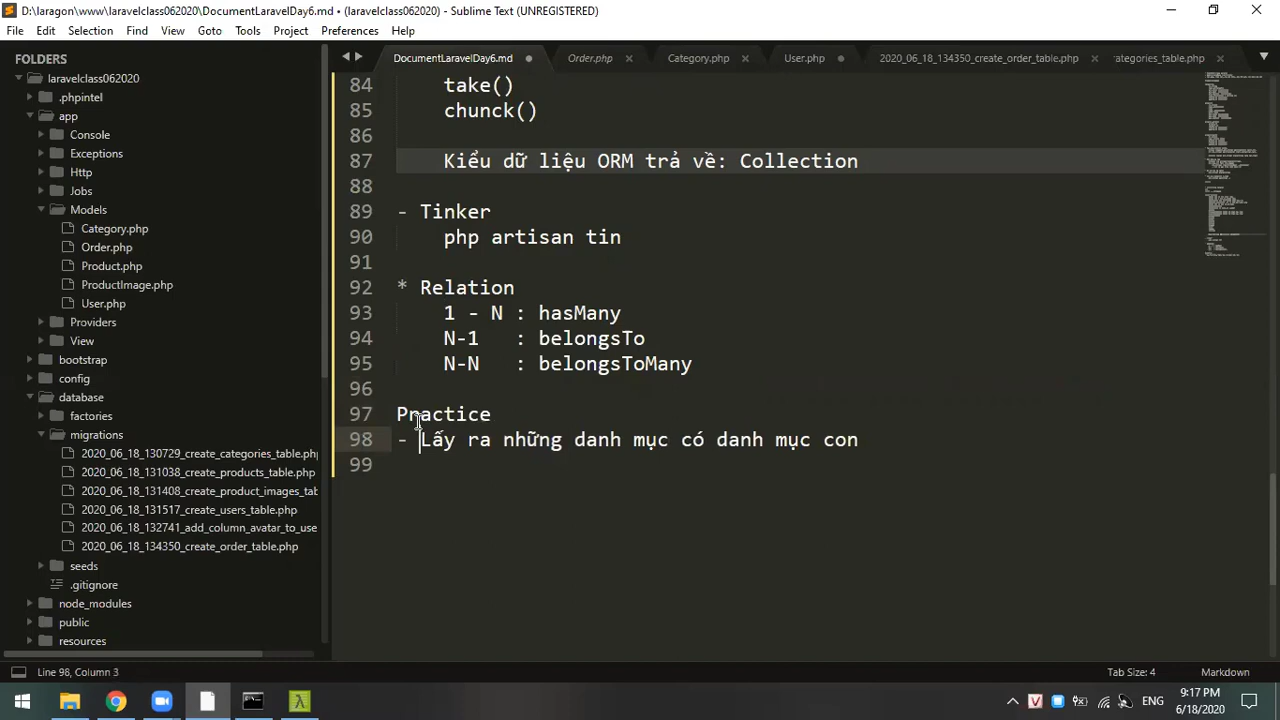 D:\laragon\www\laravelclass062020\DocumentLaravelDay6.md • (laravelclass062020) - Sublime Text (UNREGISTERED)
File Edit Selection Find View Goto Tools Project Preferences Help
FOLDERS
laravelclass062020
.phpintel
app
Console
Exceptions
Http
Jobs
Models
Category.php
Order.php
Product.php
ProductImage.php
User.php
Providers
View
bootstrap
config
database
factories
migrations
2020_06_18_130729_create_categories_table.php
2020_06_18_131038_create_products_table.php
2020_06_18_131408_create_product_images_tab
2020_06_18_131517_create_users_table.php
2020_06_18_132741_add_column_avatar_to_use
2020_06_18_134350_create_order_table.php
seeds
.gitignore
node_modules
public
resources
DocumentLaravelDay6.md Order.php Category.php User.php 2020_06_18_134350_create_order_table.php categories_table.php
84 take()
85 chunck()
86
87 Kiểu dữ liệu ORM trả về: Collection
88
89 - Tinker
90 php artisan tin
91
92 * Relation
93 1 - N : hasMany
94 N-1 : belongsTo
95 N-N : belongsToMany
96
97 Practice
98 - Lấy ra những danh mục có danh mục con
99
Line 98, Column 3 Tab Size: 4 Markdown
ENG 9:17 PM
6/18/2020